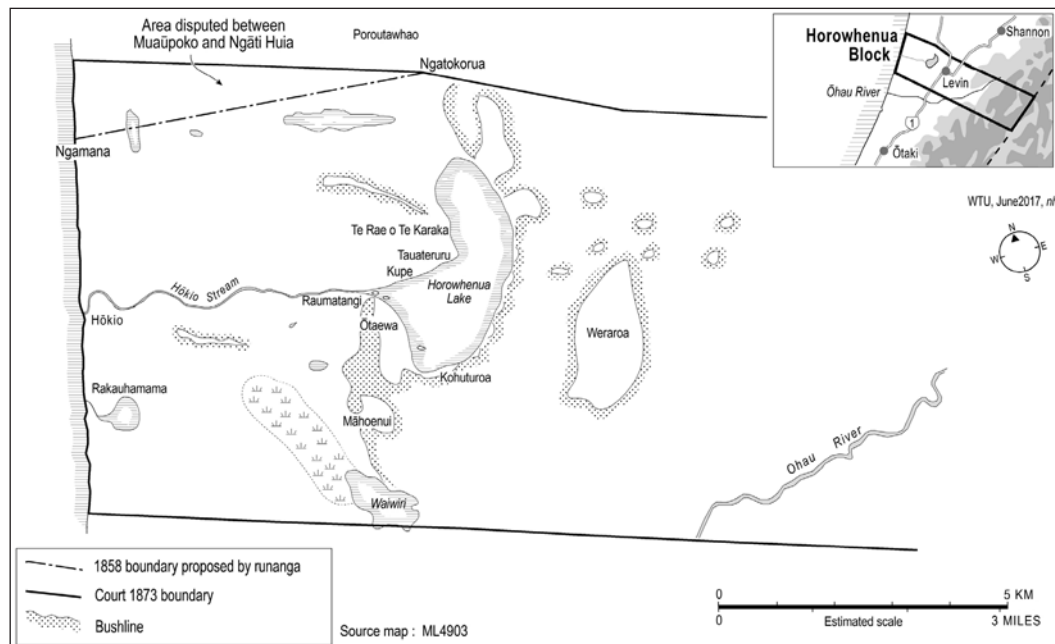 Area disputed between
Muaūpoko and Ngāti Huia
Poroutawhao
Ngatokorua
Ngamana
Horowhenua
Block
Shannon
Levin
Ōhau River
1
Ōtaki
WTU, June2017, nh
N
W
E
S
Te Rae o Te Karaka
Tauateruru
Kupe
Horowhenua
Lake
Hōkio Stream
Raumatangi
Hōkio
Ōtaewa
Weraroa
Kohuturoa
Rakauhamama
Māhoenui
Ohau River
Waiwiri
1858 boundary proposed by runanga
Court 1873 boundary
Bushline
Source map : ML4903
0 5 KM
Estimated scale
0 3 MILES